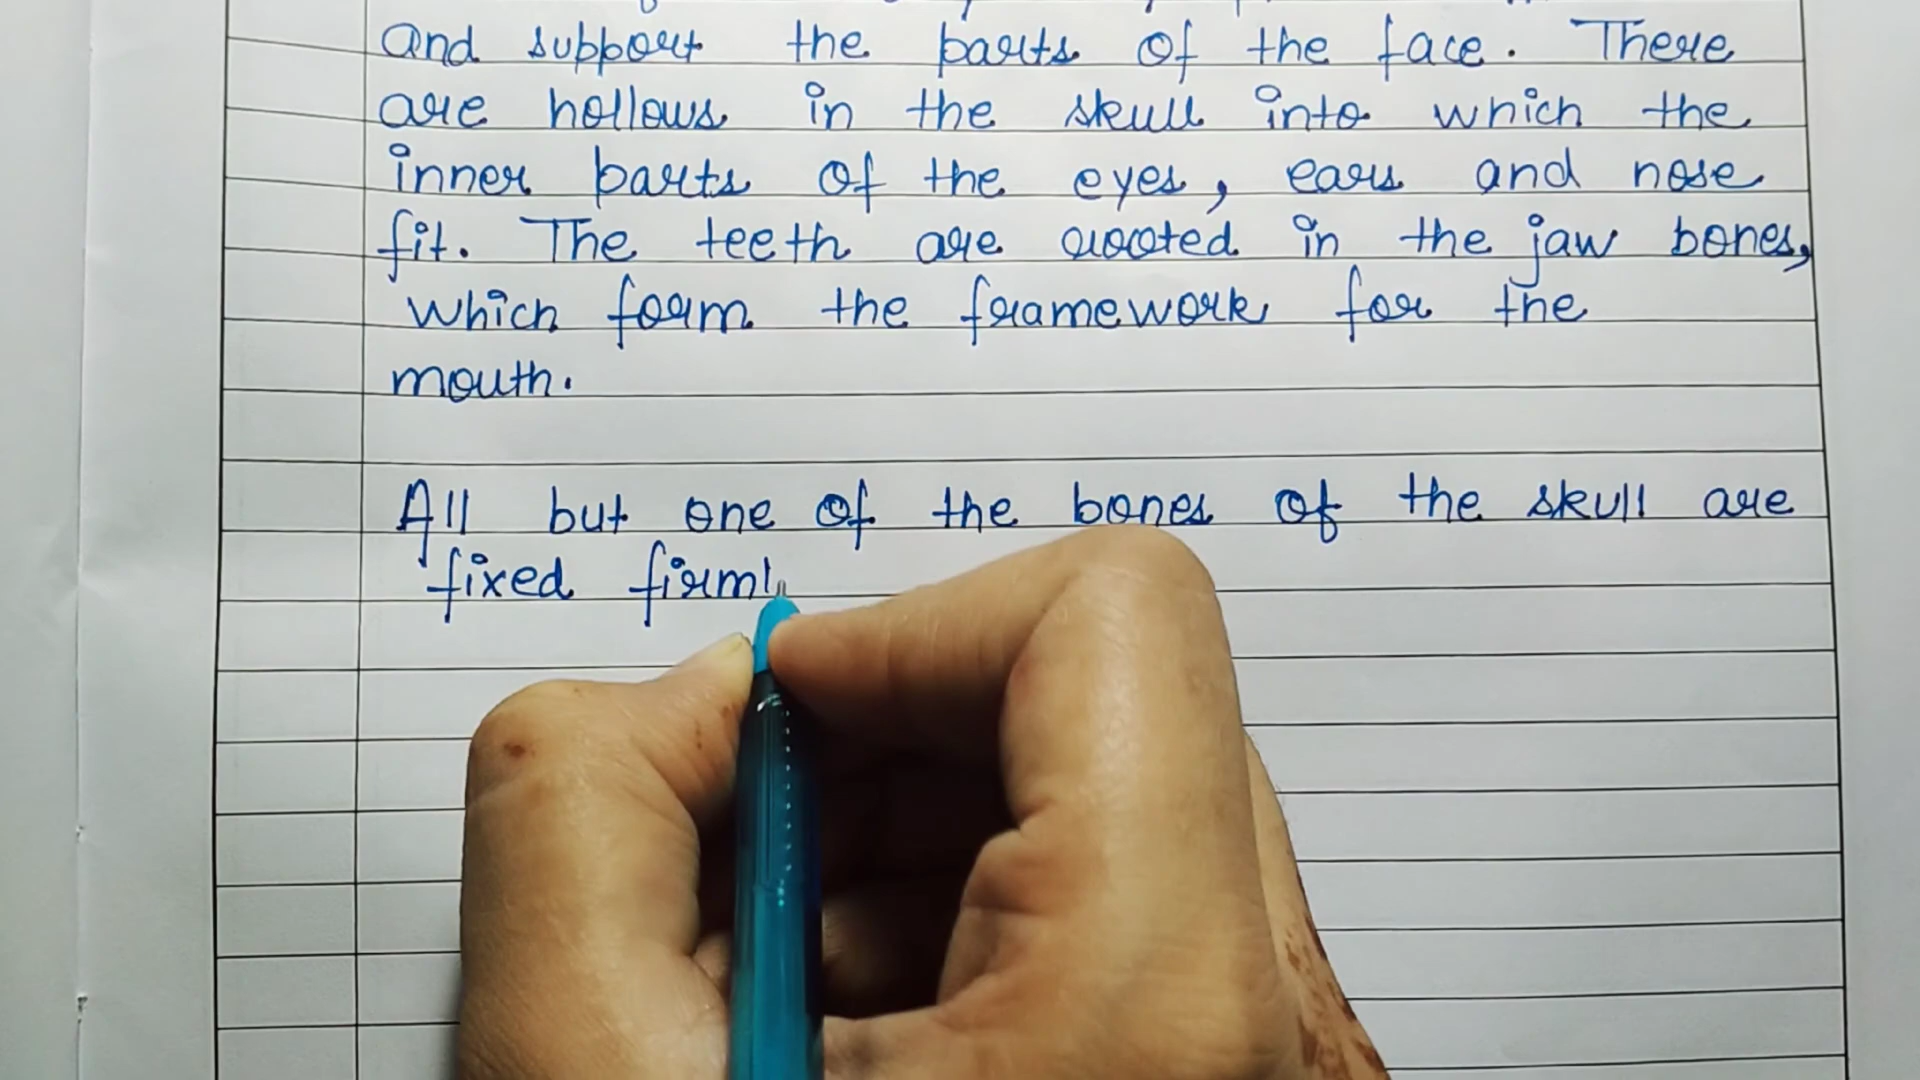 and support the parts of the face. There
are hollows in the skull into which the
inner parts of the eyes, ears and nose
fit. The teeth are rooted in the jaw bones,
which form the framework for the
mouth.
All but one of the bones of the skull are
fixed firml